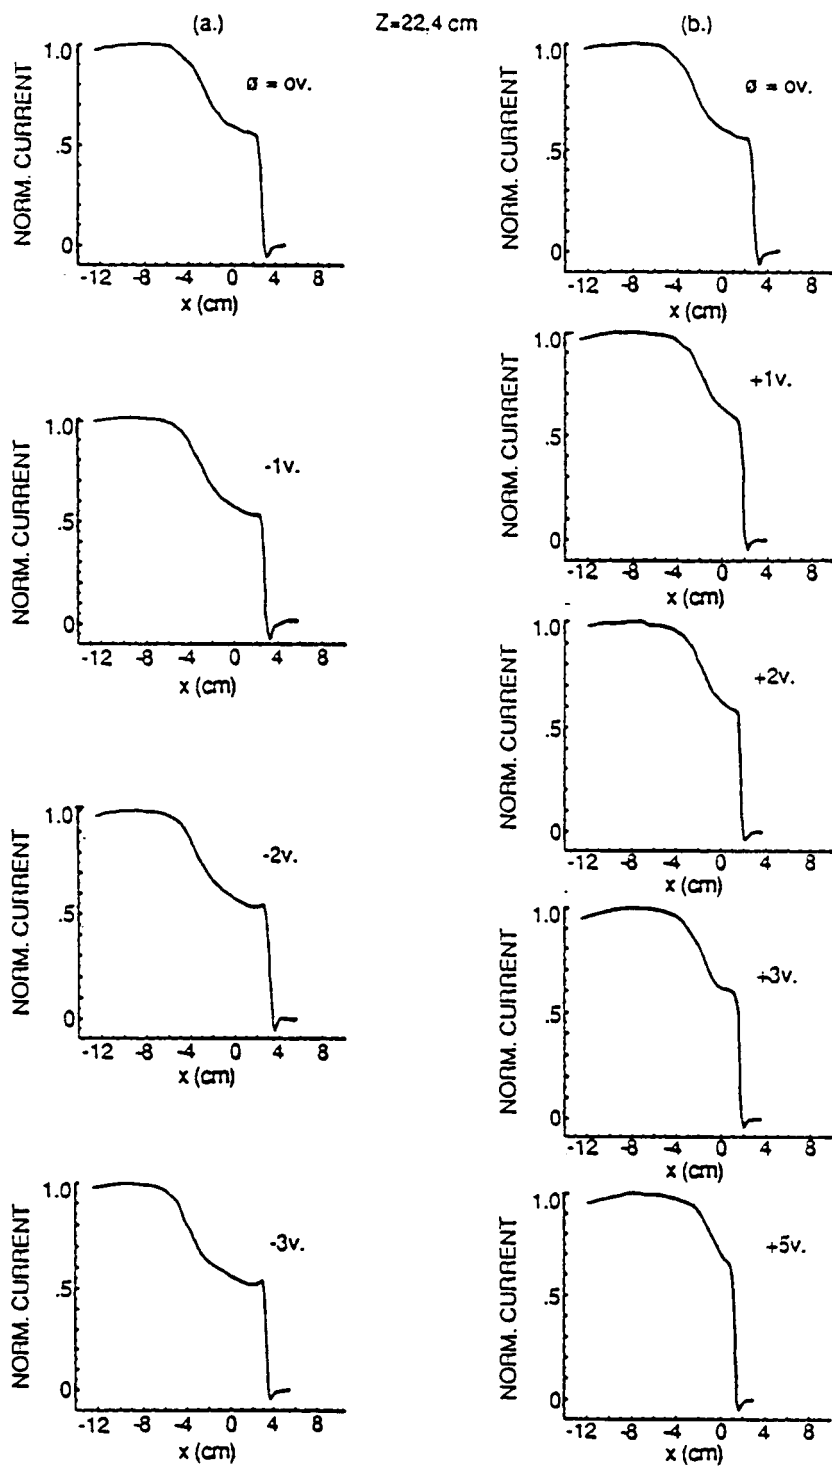 (a.) Z=22.4 cm (b.)
NORM. CURRENT
1.0
.5
0
ø = 0v.
-12 -8 -4 0 4 8
x (cm)
NORM. CURRENT
1.0
.5
0
-1v.
-12 -8 -4 0 4 8
x (cm)
NORM. CURRENT
1.0
.5
0
-2v.
-12 -8 -4 0 4 8
x (cm)
NORM. CURRENT
1.0
.5
0
-3v.
-12 -8 -4 0 4 8
x (cm)
NORM. CURRENT
1.0
.5
0
ø = 0v.
-12 -8 -4 0 4 8
x (cm)
NORM. CURRENT
1.0
.5
0
+1v.
-12 -8 -4 0 4 8
x (cm)
NORM. CURRENT
1.0
.5
0
+2v.
-12 -8 -4 0 4 8
x (cm)
NORM. CURRENT
1.0
.5
0
+3v.
-12 -8 -4 0 4 8
x (cm)
NORM. CURRENT
1.0
.5
0
+5v.
-12 -8 -4 0 4 8
x (cm)